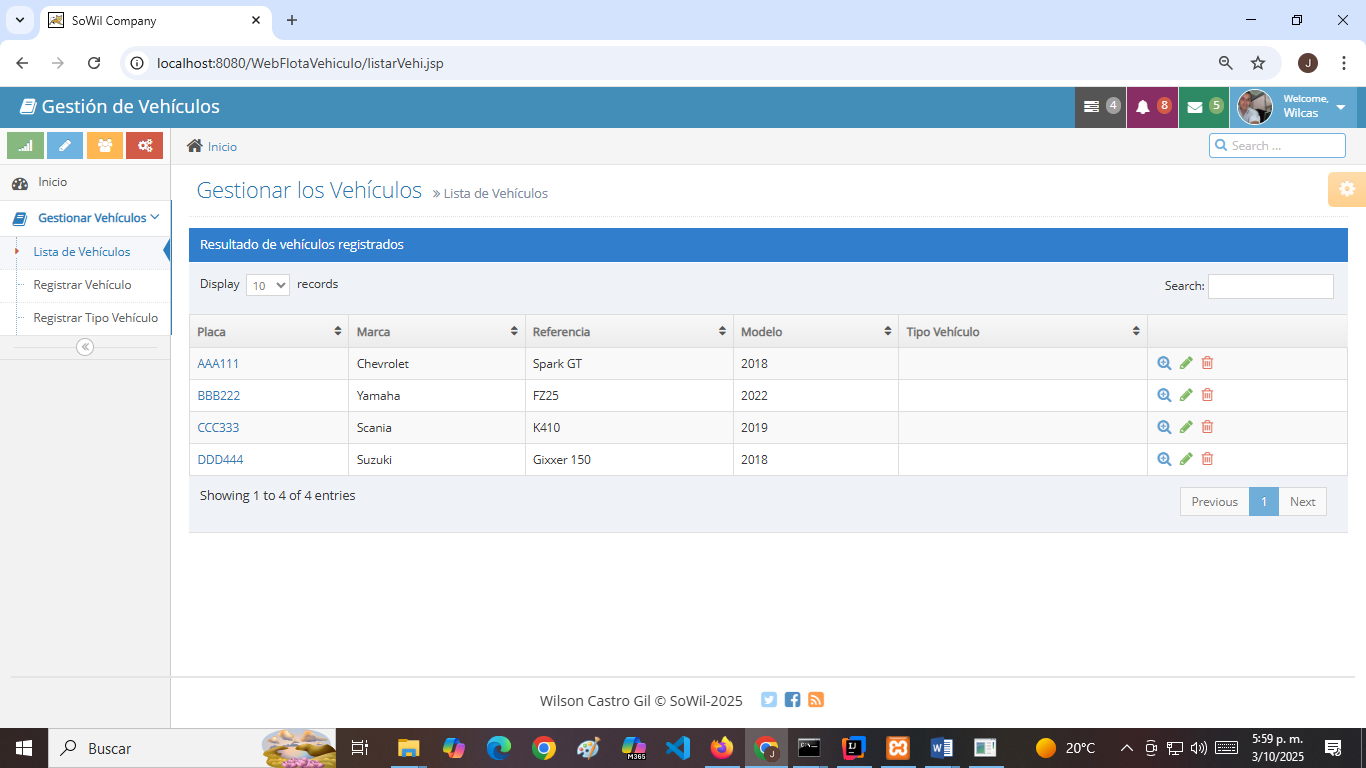 SoWil Company
localhost:8080/WebFlotaVehiculo/listarVehi.jsp
J
Gestión de Vehículos
4
8
5
Welcome,
Wilcas
Inicio
Search ...
Inicio
Gestionar Vehículos
Lista de Vehículos
Registrar Vehículo
Registrar Tipo Vehículo
Gestionar los Vehículos » Lista de Vehículos
Resultado de vehículos registrados
Display 10 records
Search:
Placa Marca Referencia Modelo Tipo Vehículo
AAA111 Chevrolet Spark GT 2018
BBB222 Yamaha FZ25 2022
CCC333 Scania K410 2019
DDD444 Suzuki Gixxer 150 2018
Showing 1 to 4 of 4 entries
Previous 1 Next
Wilson Castro Gil © SoWil-2025
Buscar
M365
J
20°C
5:59 p. m.
3/10/2025